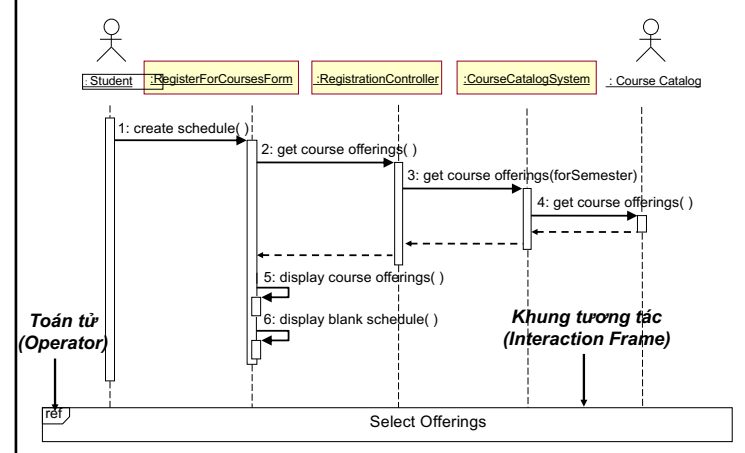 : Student
:RegisterForCoursesForm
:RegistrationController
:CourseCatalogSystem
: Course Catalog
1: create schedule( )
2: get course offerings( )
3: get course offerings(forSemester)
4: get course offerings( )
5: display course offerings( )
6: display blank schedule( )
Toán tử
(Operator)
Khung tương tác
(Interaction Frame)
ref
Select Offerings